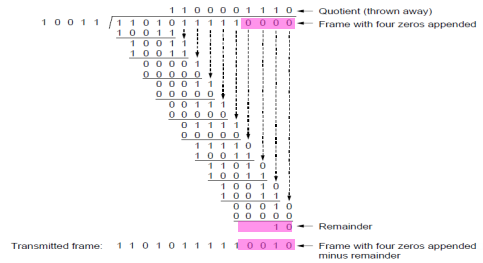 1 1 0 0 0 0 1 1 1 0 Quotient (thrown away)
1 0 0 1 1 1 1 0 1 0 1 1 1 1 1 0 0 0 0 Frame with four zeros appended
1 0 0 1 1
1 0 0 1 1
1 0 0 1 1
0 0 0 0 1
0 0 0 0 0
0 0 0 1 1
0 0 0 0 0
0 0 1 1 1
0 0 0 0 0
0 1 1 1 1
0 0 0 0 0
1 1 1 1 0
1 0 0 1 1
1 1 0 1 0
1 0 0 1 1
1 0 0 1 0
1 0 0 1 1
0 0 0 1 0
0 0 0 0 0
1 0 Remainder
Transmitted frame: 1 1 0 1 0 1 1 1 1 1 0 0 1 0 Frame with four zeros appended
minus remainder